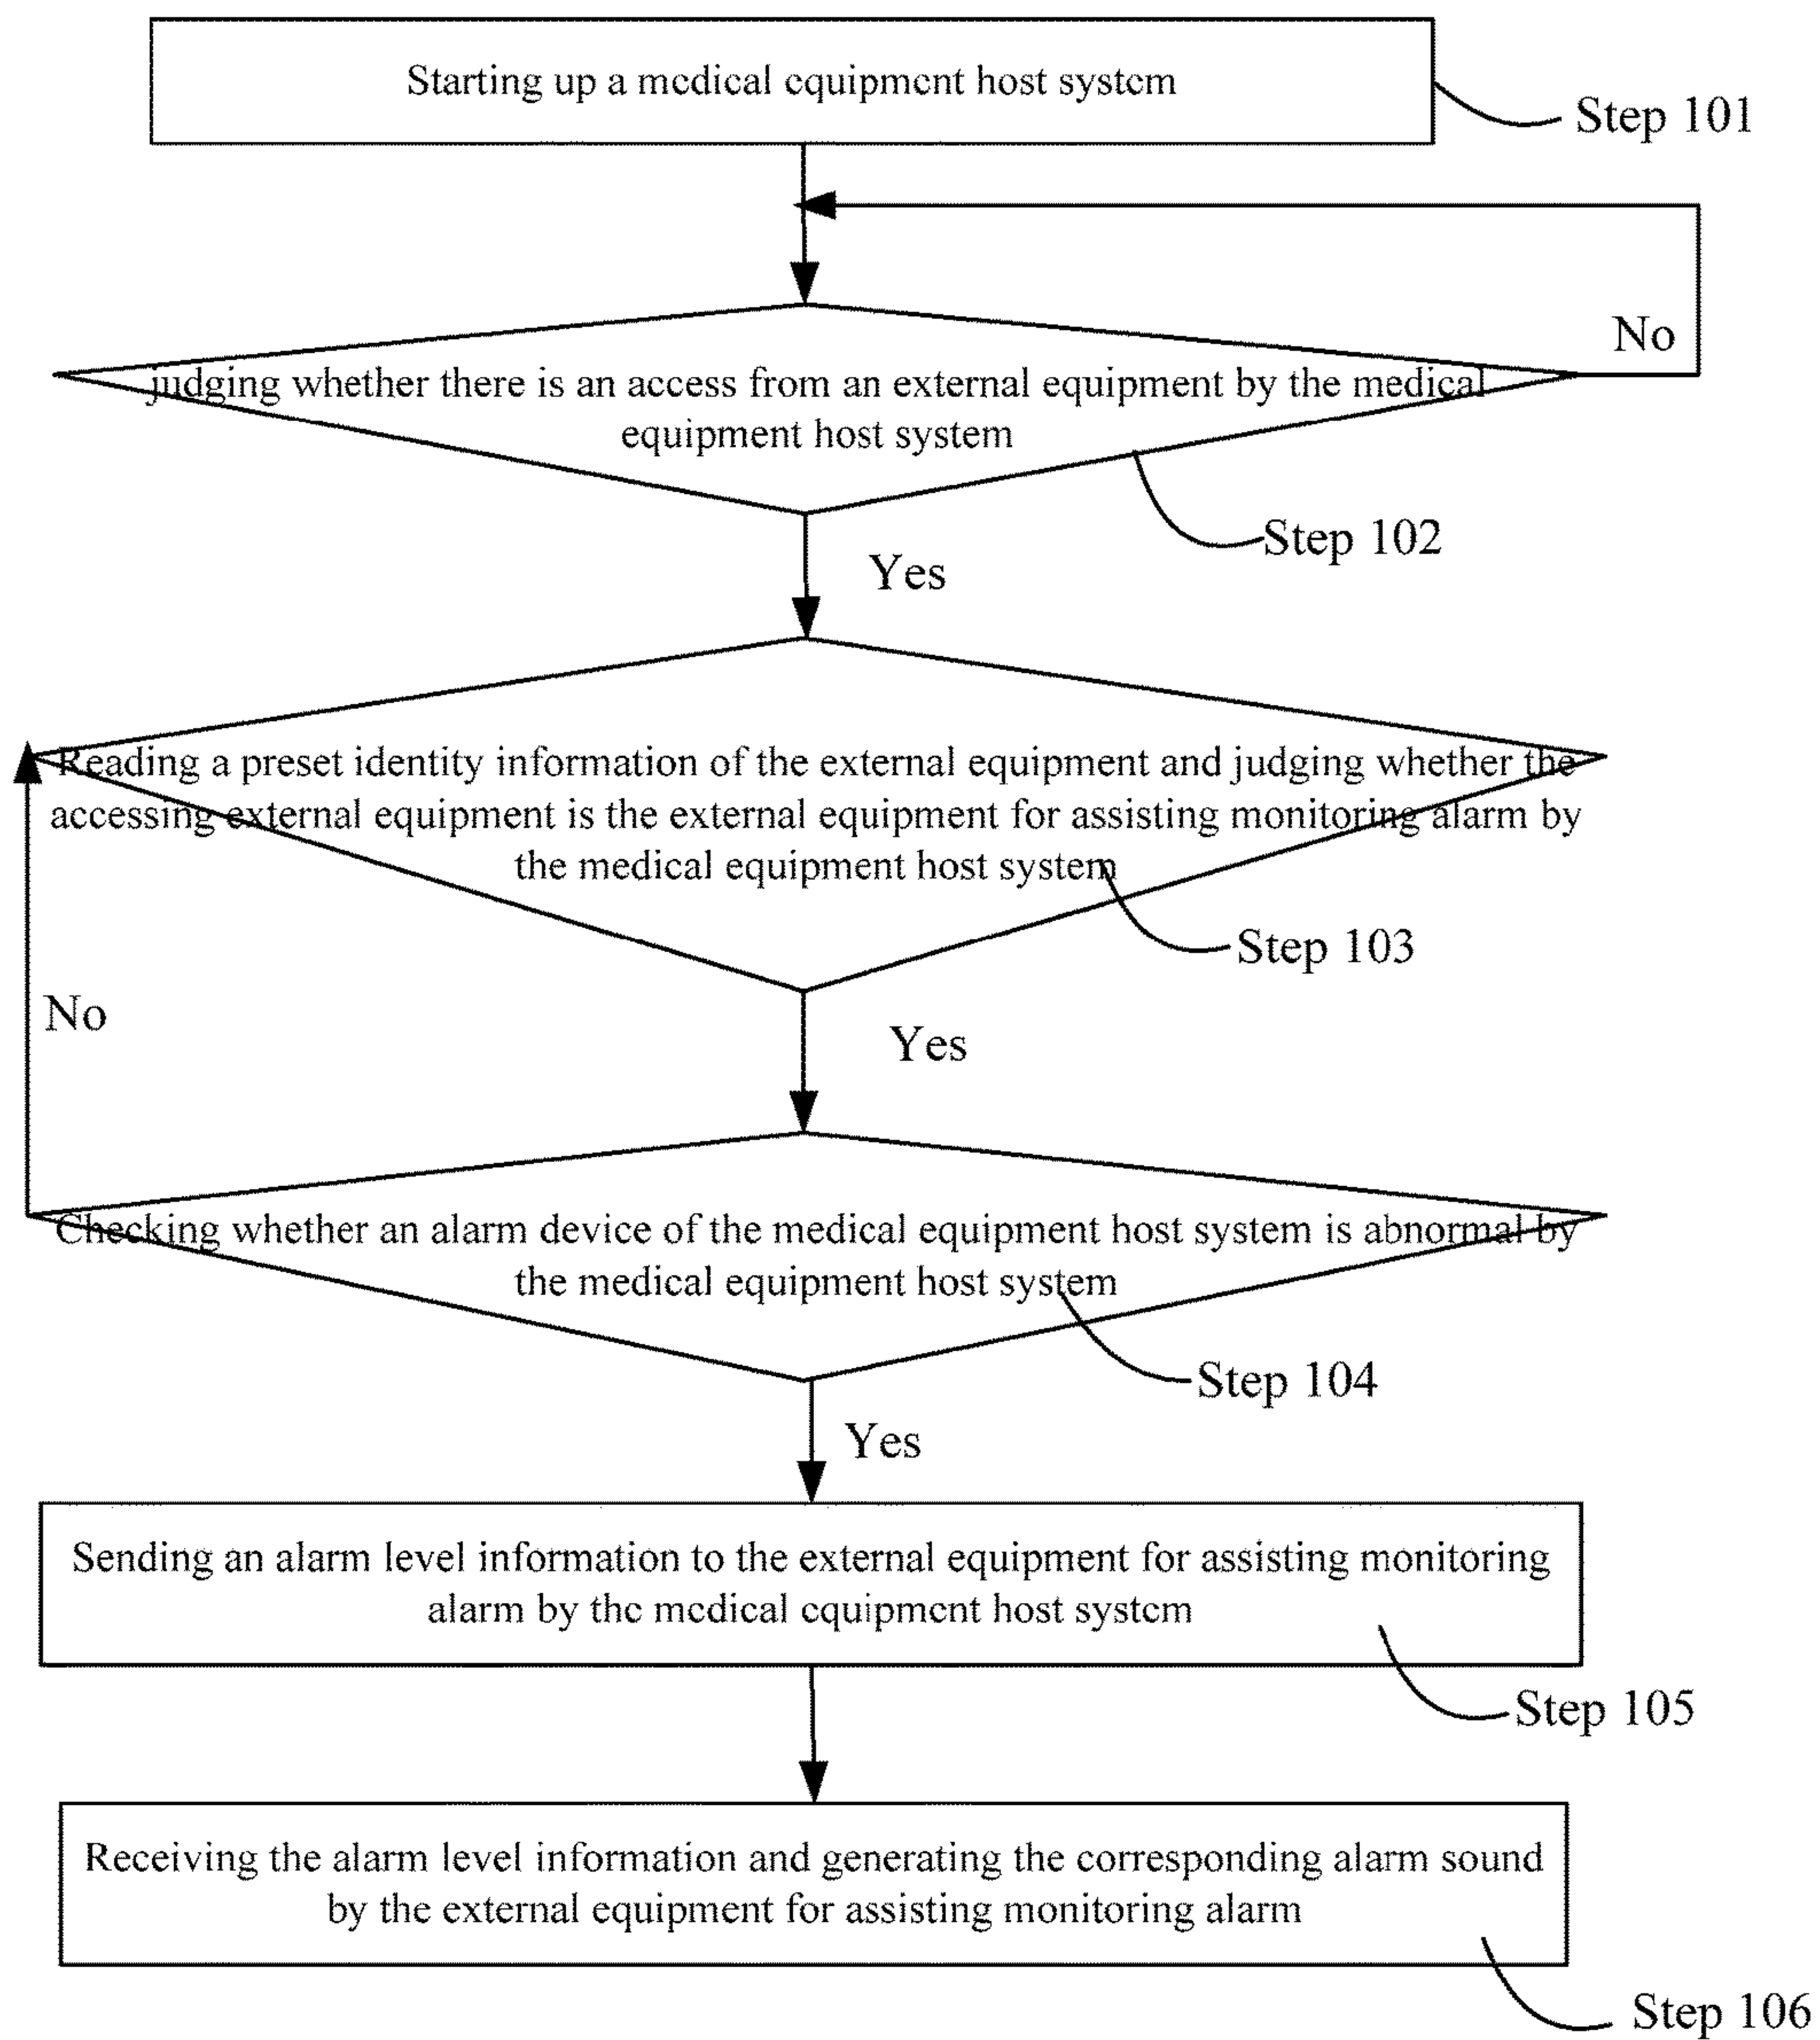 Starting up a medical equipment host system
Step 101
No
judging whether there is an access from an external equipment by the medical
equipment host system
Step 102
Yes
Reading a preset identity information of the external equipment and judging whether the
accessing external equipment is the external equipment for assisting monitoring alarm by
the medical equipment host system
Step 103
No
Yes
Checking whether an alarm device of the medical equipment host system is abnormal by
the medical equipment host system
Step 104
Yes
Sending an alarm level information to the external equipment for assisting monitoring
alarm by the medical equipment host system
Step 105
Receiving the alarm level information and generating the corresponding alarm sound
by the external equipment for assisting monitoring alarm
Step 106